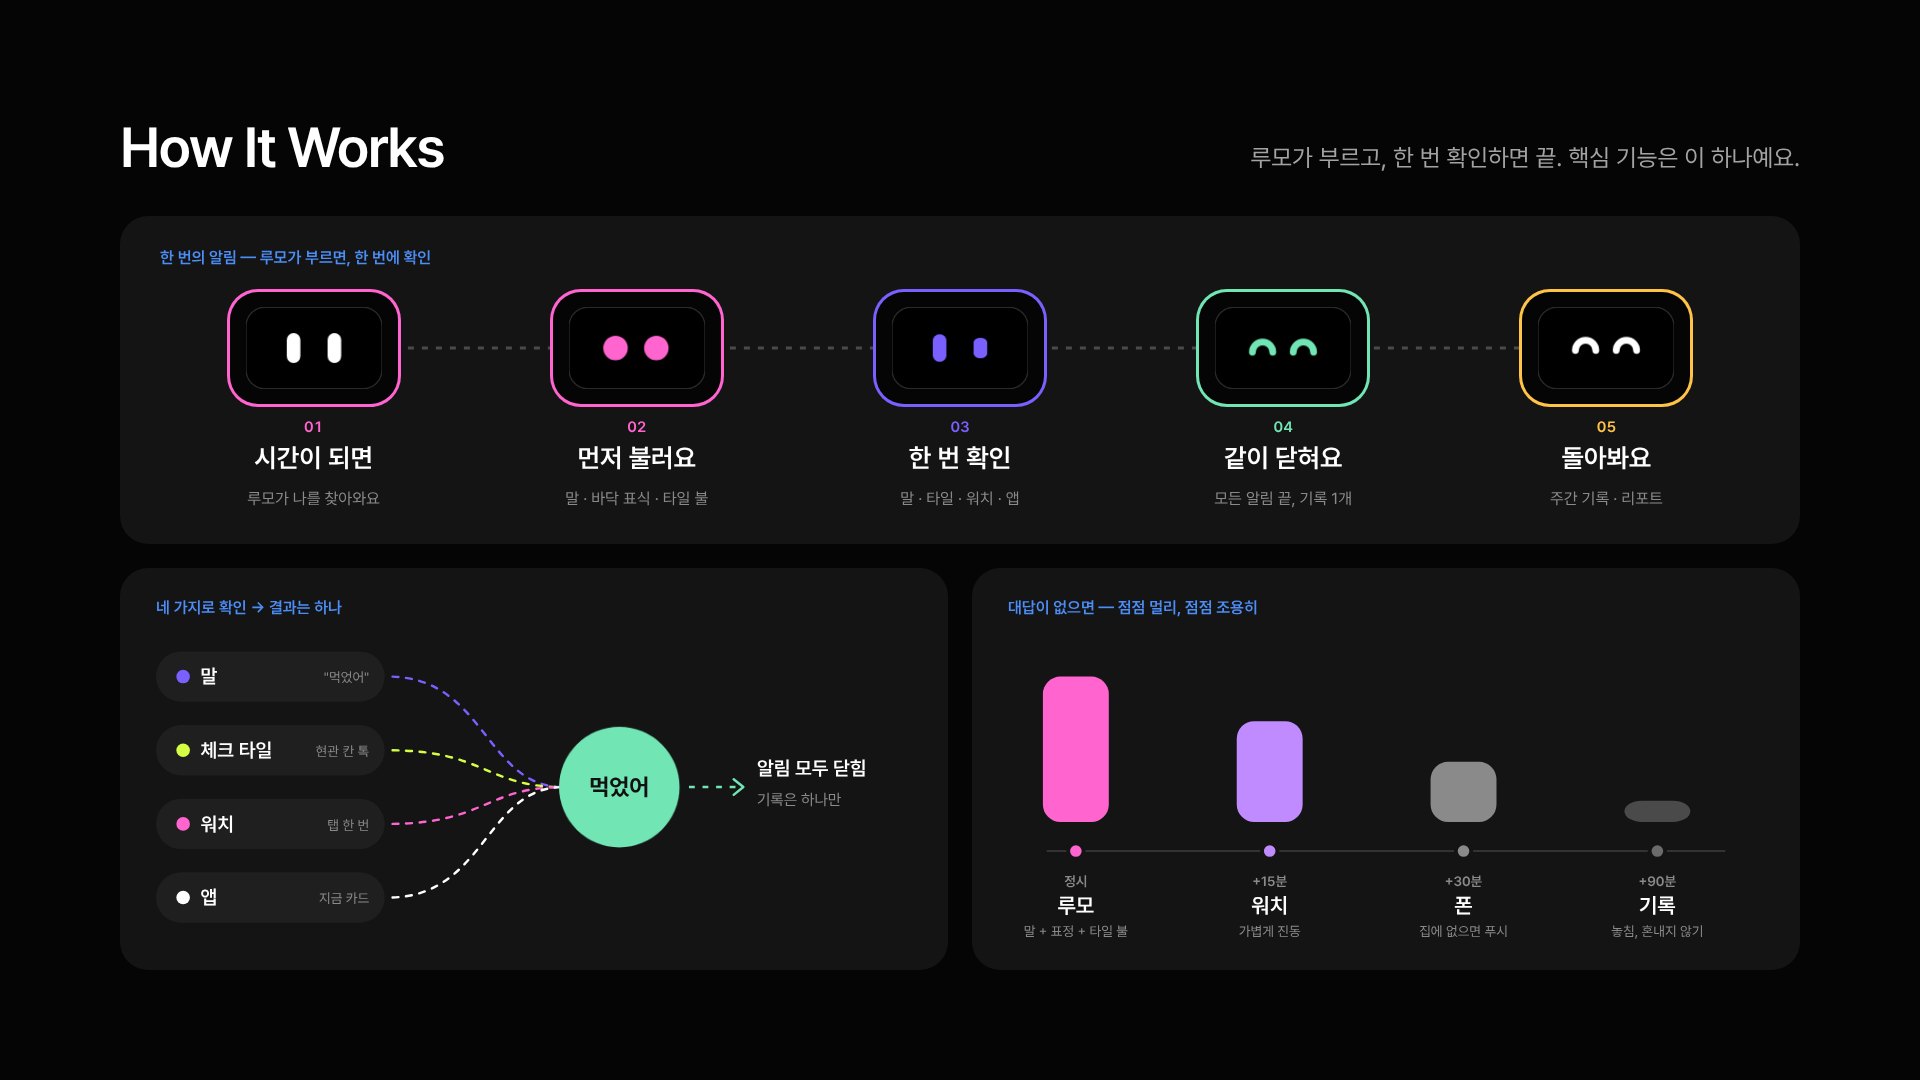 How It Works
루모가 부르고, 한 번 확인하면 끝. 핵심 기능은 이 하나예요.
한 번의 알림 — 루모가 부르면, 한 번에 확인
01
시간이 되면
루모가 나를 찾아와요
02
먼저 불러요
말 · 바닥 표식 · 타일 불
03
한 번 확인
말 · 타일 · 워치 · 앱
04
같이 닫혀요
모든 알림 끝, 기록 1개
05
돌아봐요
주간 기록 · 리포트
네 가지로 확인 → 결과는 하나
말
"먹었어"
체크 타일
현관 칸 톡
워치
탭 한 번
앱
지금 카드
먹었어
알림 모두 닫힘
기록은 하나만
대답이 없으면 — 점점 멀리, 점점 조용히
정시
루모
말 + 표정 + 타일 불
+15분
워치
가볍게 진동
+30분
폰
집에 없으면 푸시
+90분
기록
놓침, 혼내지 않기